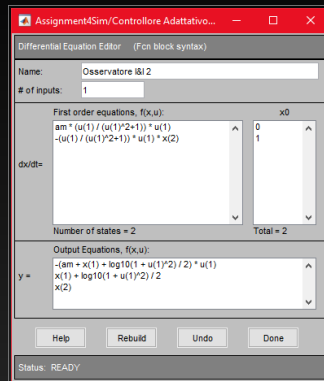 Assignment4Sim/Controllore Adattativo...
Differential Equation Editor (Fcn block syntax)
Name: Osservatore I&I 2
# of inputs: 1
First order equations, f(x,u): x0
am * (u(1) / (u(1)^2+1)) * u(1) 0
-(u(1) / (u(1)^2+1)) * u(1) * x(2) 1
dx/dt=
Number of states = 2 Total = 2
Output Equations, f(x,u):
-(am + x(1) + log10(1 + u(1)^2) / 2) * u(1)
y = x(1) + log10(1 + u(1)^2) / 2
x(2)
Help Rebuild Undo Done
Status: READY